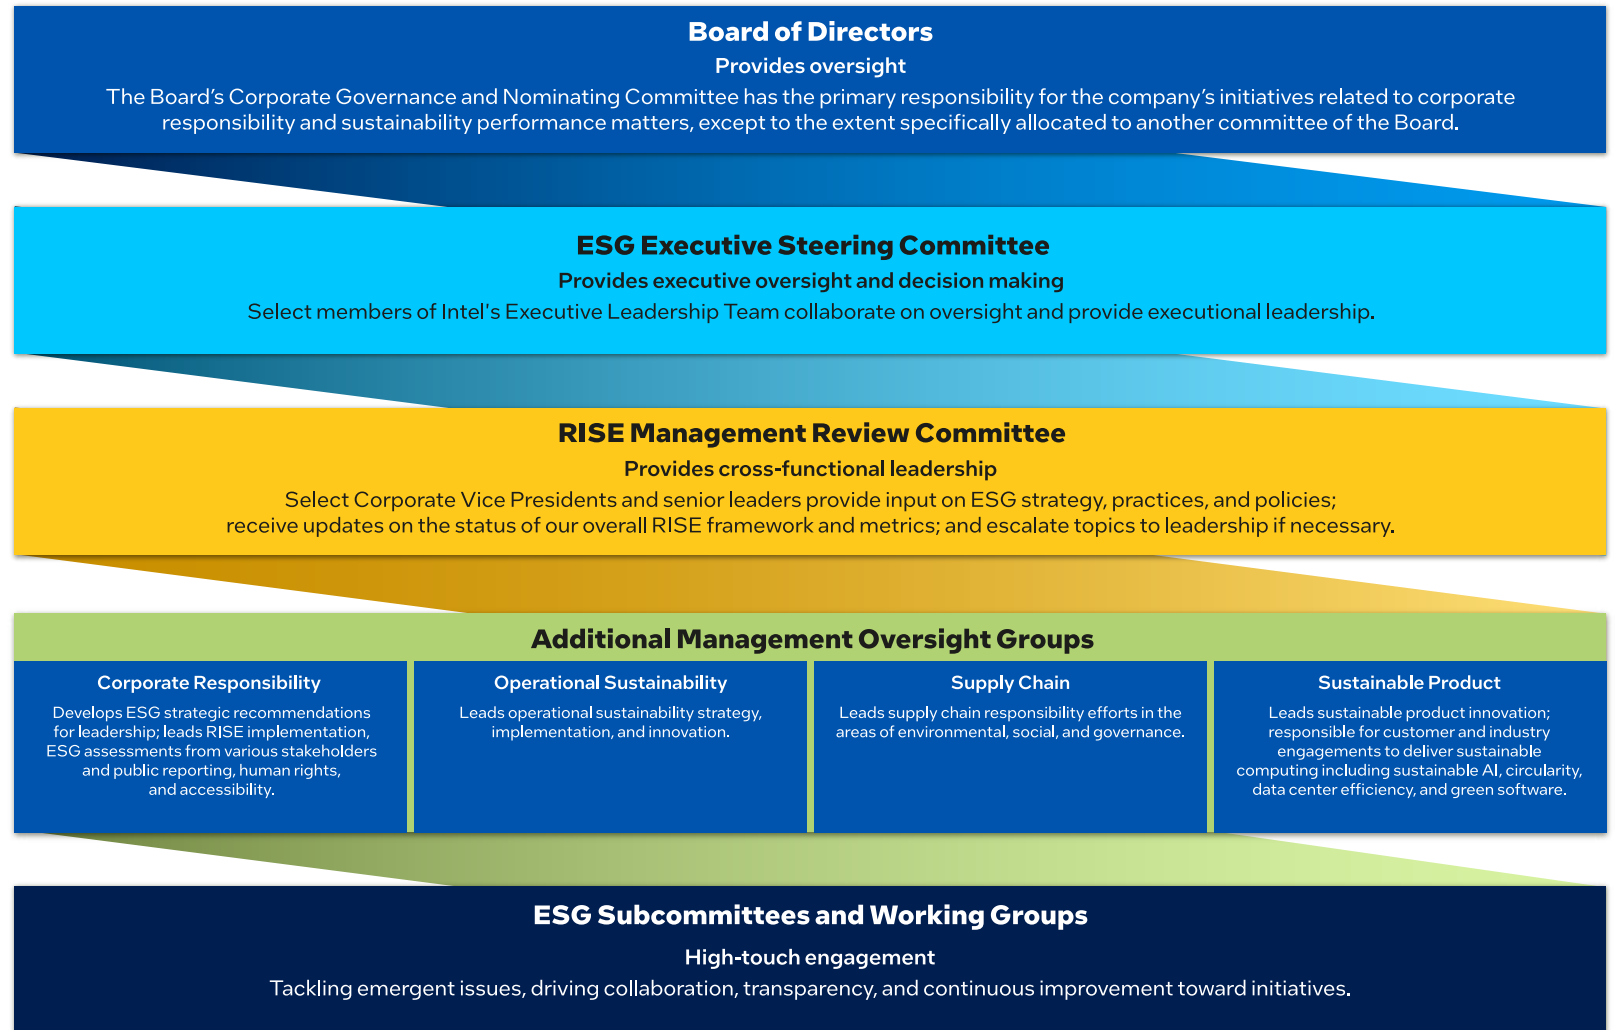 Board of Directors
Provides oversight
The Board's Corporate Governance and Nominating Committee has the primary responsibility for the company's initiatives related to corporate
responsibility and sustainability performance matters, except to the extent specifically allocated to another committee of the Board.
ESG Executive Steering Committee
Provides executive oversight and decision making
Select members of Intel's Executive Leadership Team collaborate on oversight and provide executional leadership.
RISE Management Review Committee
Provides cross-functional leadership
Select Corporate Vice Presidents and senior leaders provide input on ESG strategy, practices, and policies;
receive updates on the status of our overall RISE framework and metrics; and escalate topics to leadership if necessary.
Additional Management Oversight Groups
Corporate Responsibility
Develops ESG strategic recommendations
for leadership; leads RISE implementation,
ESG assessments from various stakeholders
and public reporting, human rights,
and accessibility.
Operational Sustainability
Leads operational sustainability strategy,
implementation, and innovation.
Supply Chain
Leads supply chain responsibility efforts in the
areas of environmental, social, and governance.
Sustainable Product
Leads sustainable product innovation;
responsible for customer and industry
engagements to deliver sustainable
computing including sustainable AI, circularity,
data center efficiency, and green software.
ESG Subcommittees and Working Groups
High-touch engagement
Tackling emergent issues, driving collaboration, transparency, and continuous improvement toward initiatives.